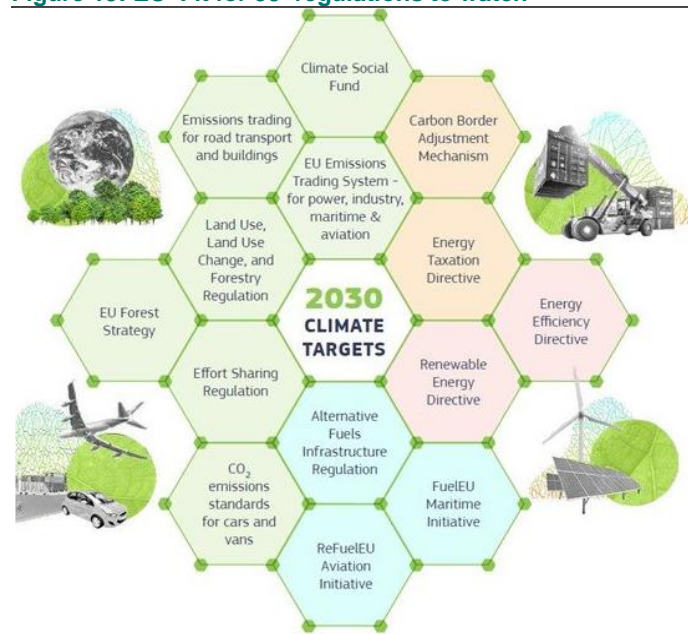 Climate Social
Fund
Emissions trading
for road transport
and buildings
Carbon Border
Adjustment
Mechanism
EU Emissions
Trading System -
for power, industry,
maritime &
aviation
Land Use,
Land Use
Change, and
Forestry
Regulation
Energy
Taxation
Directive
2030
CLIMATE
TARGETS
EU Forest
Strategy
Energy
Efficiency
Directive
Effort Sharing
Regulation
Renewable
Energy
Directive
Alternative
Fuels
Infrastructure
Regulation
CO2
emissions
standards
for cars and
vans
FuelEU
Maritime
Initiative
ReFuelEU
Aviation
Initiative